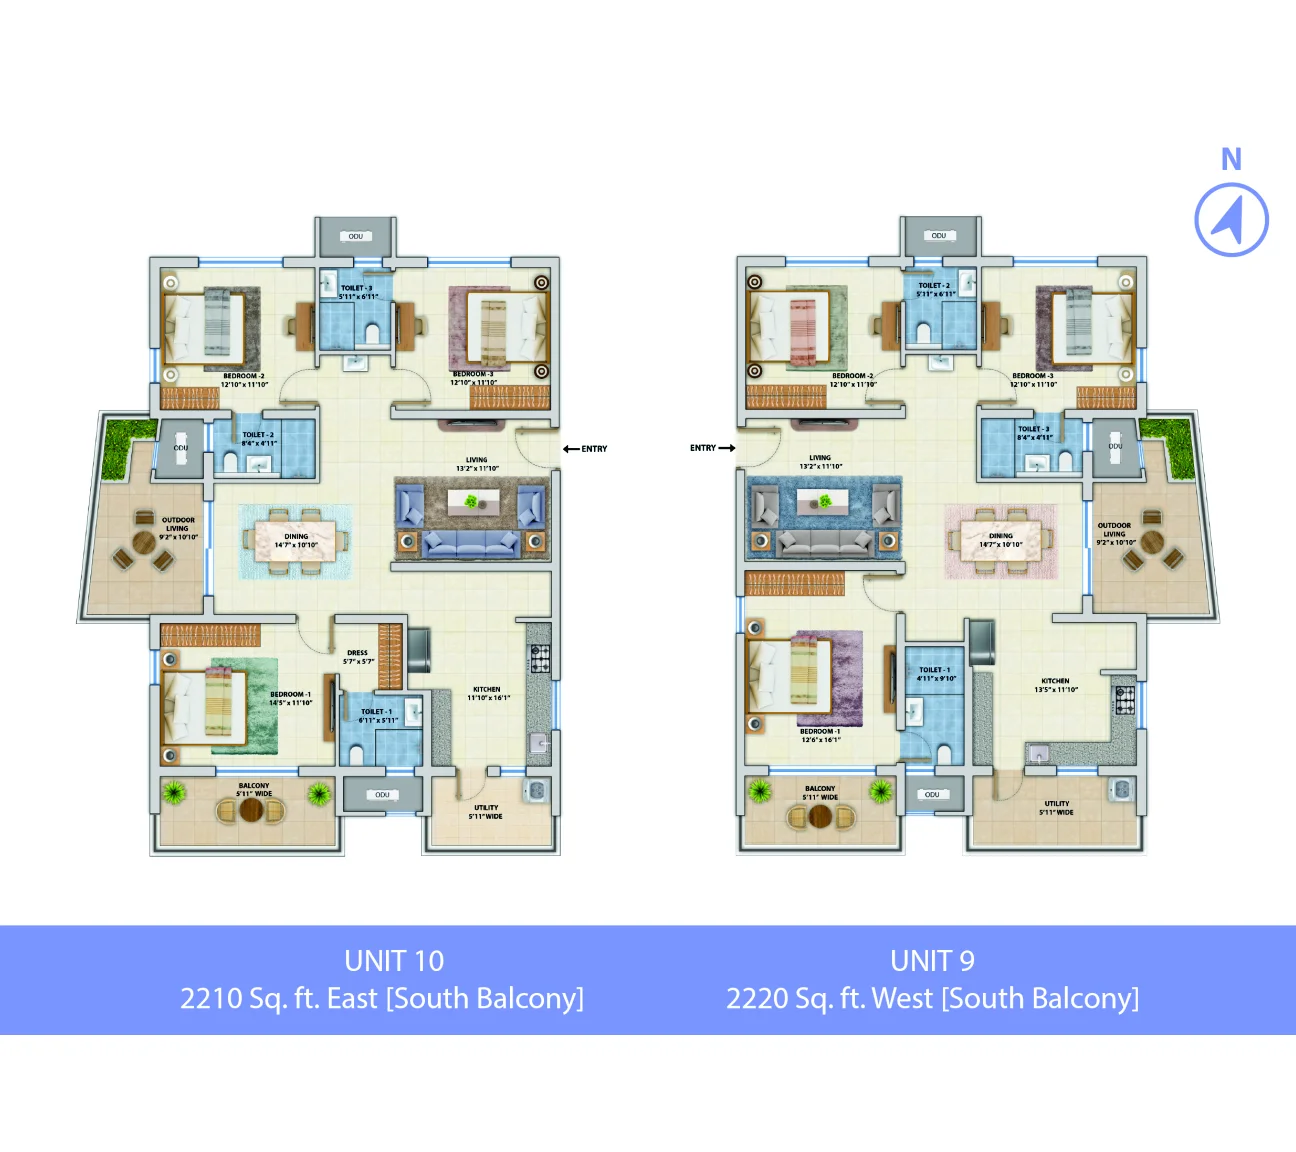 N
ODU
TOILET - 3
5'11" x 6'11"
BEDROOM -2
12'10" x 11'10"
BEDROOM -3
12'10" x 11'10"
TOILET - 2
8'4" x 4'11"
ODU
ENTRY
LIVING
13'2" x 11'10"
OUTDOOR
LIVING
9'2" x 10'10"
DINING
14'7" x 10'10"
DRESS
5'7" x 5'7"
BEDROOM -1
14'5" x 11'10"
KITCHEN
11'10" x 16'1"
TOILET - 1
6'11" x 5'11"
BALCONY
5'11" WIDE
ODU
UTILITY
5'11" WIDE
ODU
TOILET - 2
5'11" x 6'11"
BEDROOM -2
12'10" x 11'10"
BEDROOM -3
12'10" x 11'10"
TOILET - 3
8'4" x 4'11"
ODU
ENTRY
LIVING
13'2" x 11'10"
OUTDOOR
LIVING
9'2" x 10'10"
DINING
14'7" x 10'10"
TOILET - 1
4'11" x 9'10"
KITCHEN
13'5" x 11'10"
BEDROOM -1
12'6" x 16'1"
BALCONY
5'11" WIDE
ODU
UTILITY
5'11" WIDE
UNIT 10
2210 Sq. ft. East [South Balcony]
UNIT 9
2220 Sq. ft. West [South Balcony]